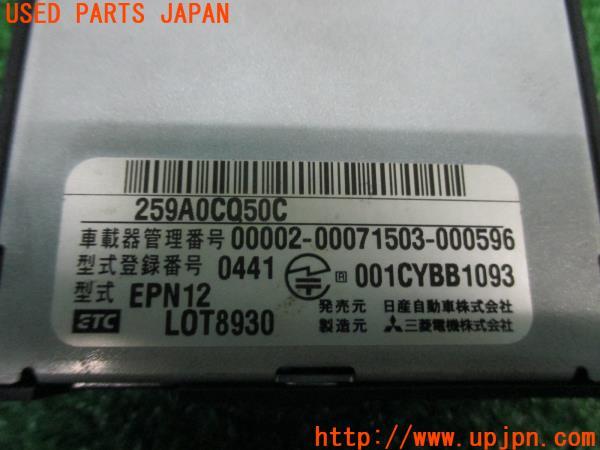 USED PARTS JAPAN
259A0CQ50C
車載器管理番号 00002-00071503-000596
型式登録番号 0441 R 001CYBB1093
型式 EPN12 発売元 日産自動車株式会社
ETC LOT8930 製造元 三菱電機株式会社
UPJ
http://www.upjpn.com/